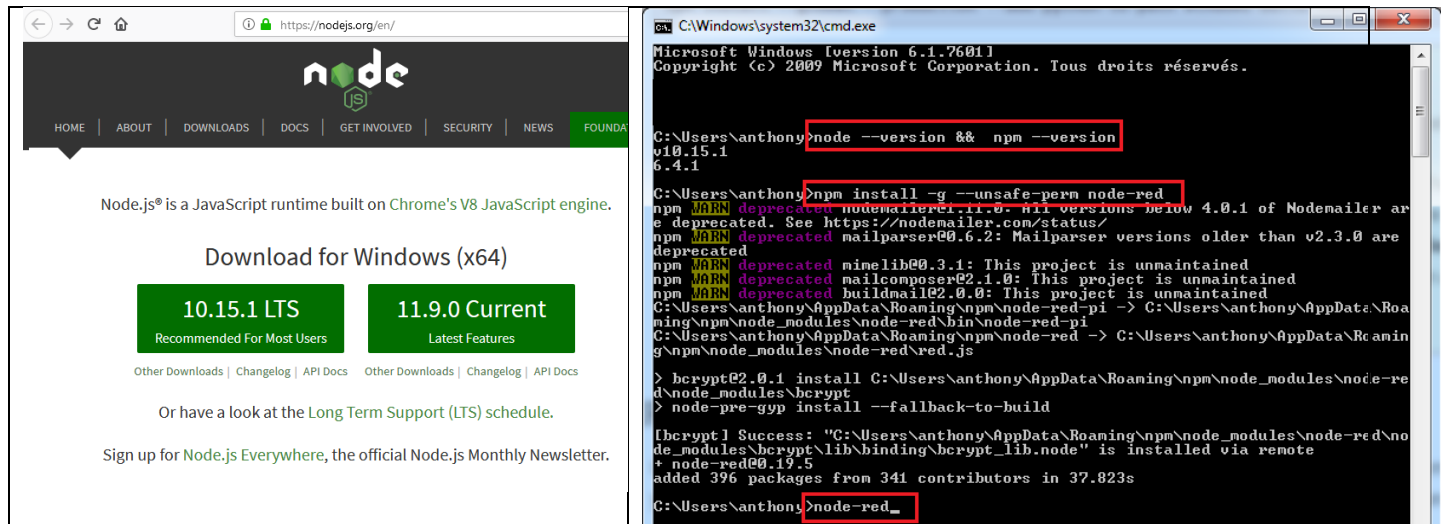 https://nodejs.org/en/
node
JS
HOME | ABOUT | DOWNLOADS | DOCS | GET INVOLVED | SECURITY | NEWS FOUNDA
Node.js® is a JavaScript runtime built on Chrome's V8 JavaScript engine.
Download for Windows (x64)
10.15.1 LTS
Recommended For Most Users
11.9.0 Current
Latest Features
Other Downloads | Changelog | API Docs
Other Downloads | Changelog | API Docs
Or have a look at the Long Term Support (LTS) schedule.
Sign up for Node.js Everywhere, the official Node.js Monthly Newsletter.
C:\Windows\system32\cmd.exe
Microsoft Windows [version 6.1.7601]
Copyright (c) 2009 Microsoft Corporation. Tous droits réservés.
C:\Users\anthony>node --version &&  npm --version
v10.15.1
6.4.1
C:\Users\anthony>npm install -g --unsafe-perm node-red
npm WARN deprecated nodemailer@1.11.0: All versions below 4.0.1 of Nodemailer ar
e deprecated. See https://nodemailer.com/status/
npm WARN deprecated mailparser@0.6.2: Mailparser versions older than v2.3.0 are
deprecated
npm WARN deprecated mimelib@0.3.1: This project is unmaintained
npm WARN deprecated mailcomposer@2.1.0: This project is unmaintained
npm WARN deprecated buildmail@2.0.0: This project is unmaintained
C:\Users\anthony\AppData\Roaming\npm\node-red-pi -> C:\Users\anthony\AppData\Roa
ming\npm\node_modules\node-red\bin\node-red-pi
C:\Users\anthony\AppData\Roaming\npm\node-red -> C:\Users\anthony\AppData\Roamin
g\npm\node_modules\node-red\red.js
> bcrypt@2.0.1 install C:\Users\anthony\AppData\Roaming\npm\node_modules\node-re
d\node_modules\bcrypt
> node-pre-gyp install --fallback-to-build
[bcrypt] Success: "C:\Users\anthony\AppData\Roaming\npm\node_modules\node-red\no
de_modules\bcrypt\lib\binding\bcrypt_lib.node" is installed via remote
+ node-red@0.19.5
added 396 packages from 341 contributors in 37.823s
C:\Users\anthony>node-red_